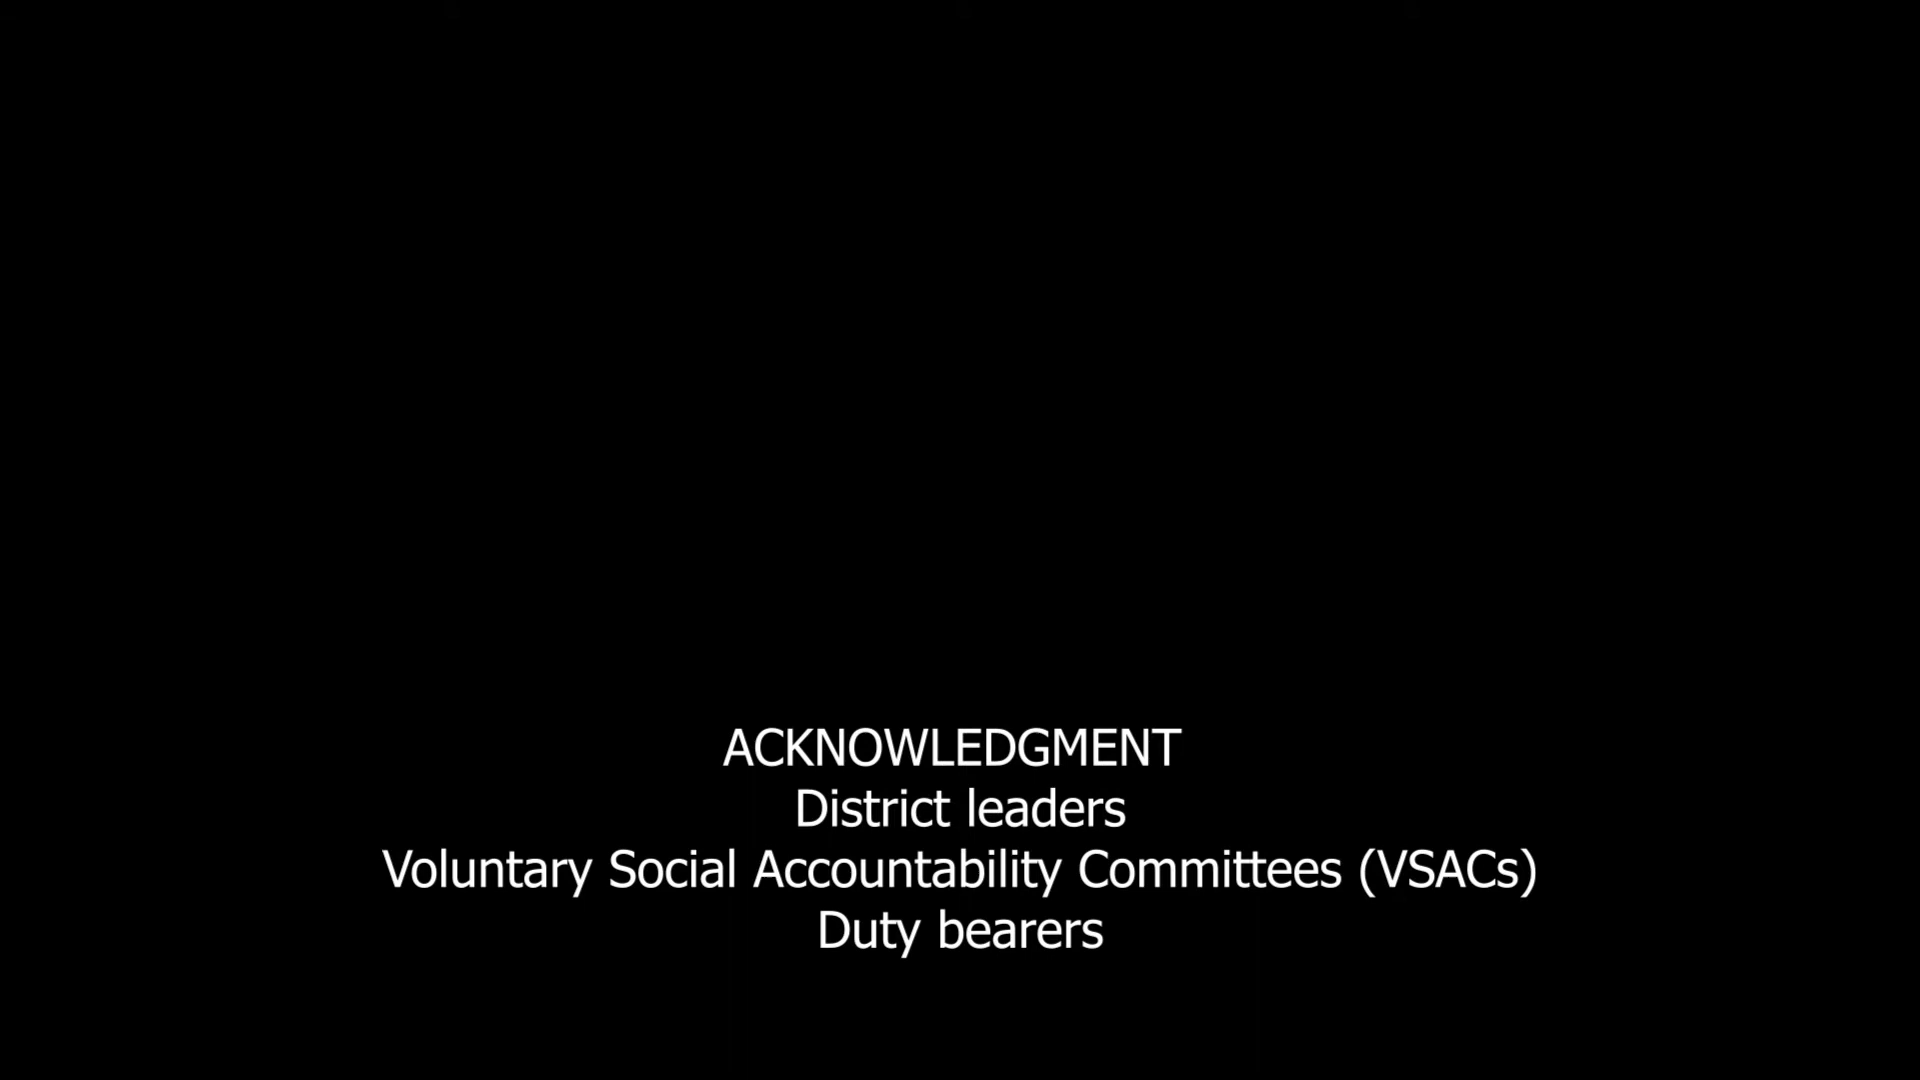 ACKNOWLEDGMENT
District leaders
Voluntary Social Accountability Committees (VSACs)
Duty bearers